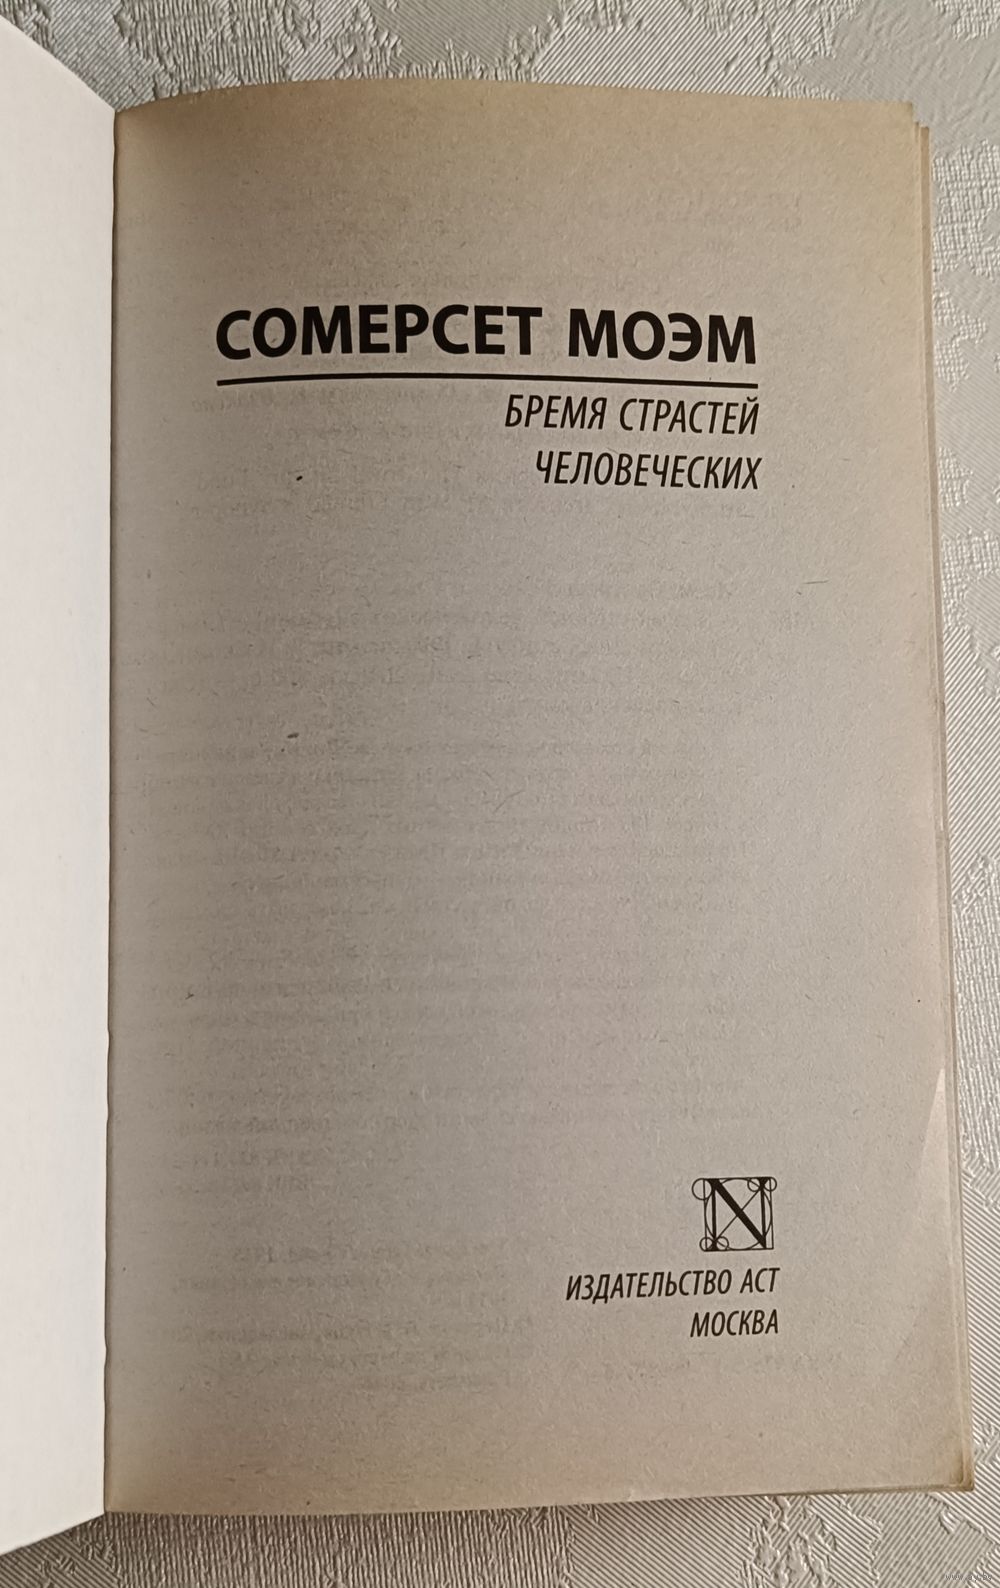 СОМЕРСЕТ МОЭМ
БРЕМЯ СТРАСТЕЙ
ЧЕЛОВЕЧЕСКИХ
N
ИЗДАТЕЛЬСТВО АСТ
МОСКВА